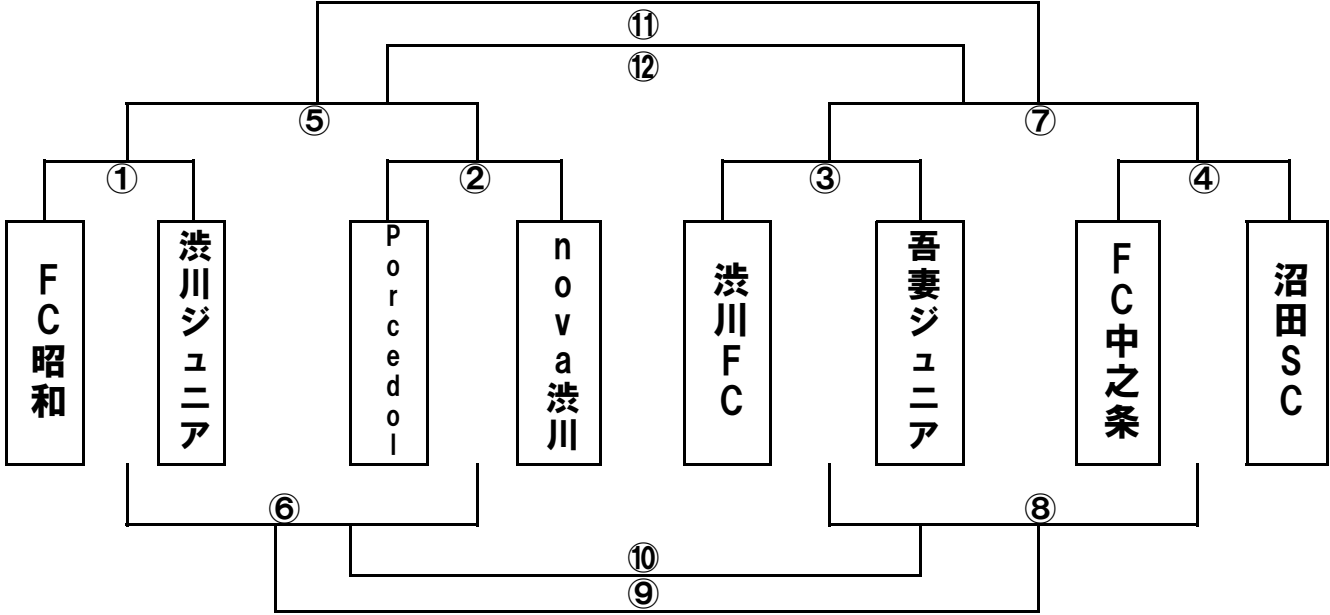 ⑪
⑫
⑤
⑦
①
②
③
④
FC昭和
渋川ジュニア
Porcedol
nova渋川
渋川FC
吾妻ジュニア
FC中之条
沼田SC
⑥
⑧
⑩
⑨